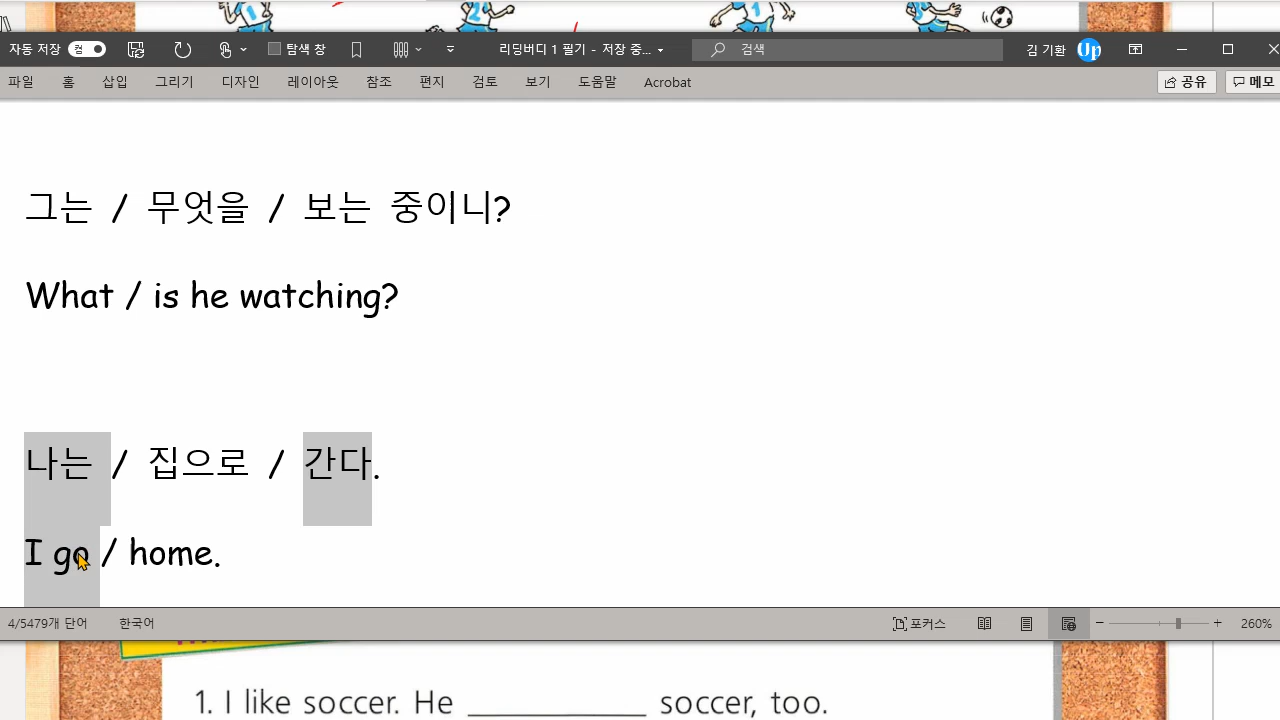 자동 저장 컴 탐색 창 리딩버디 1 필기 - 저장 중... 검색 김 기환 Up
파일 홈 삽입 그리기 디자인 레이아웃 참조 편지 검토 보기 도움말 Acrobat 공유 메모
그는 / 무엇을 / 보는 중이니?
What / is he watching?
나는 / 집으로 / 간다.
I go / home.
4/5479개 단어 한국어 포커스 260%
1. I like soccer. He __________ soccer, too.